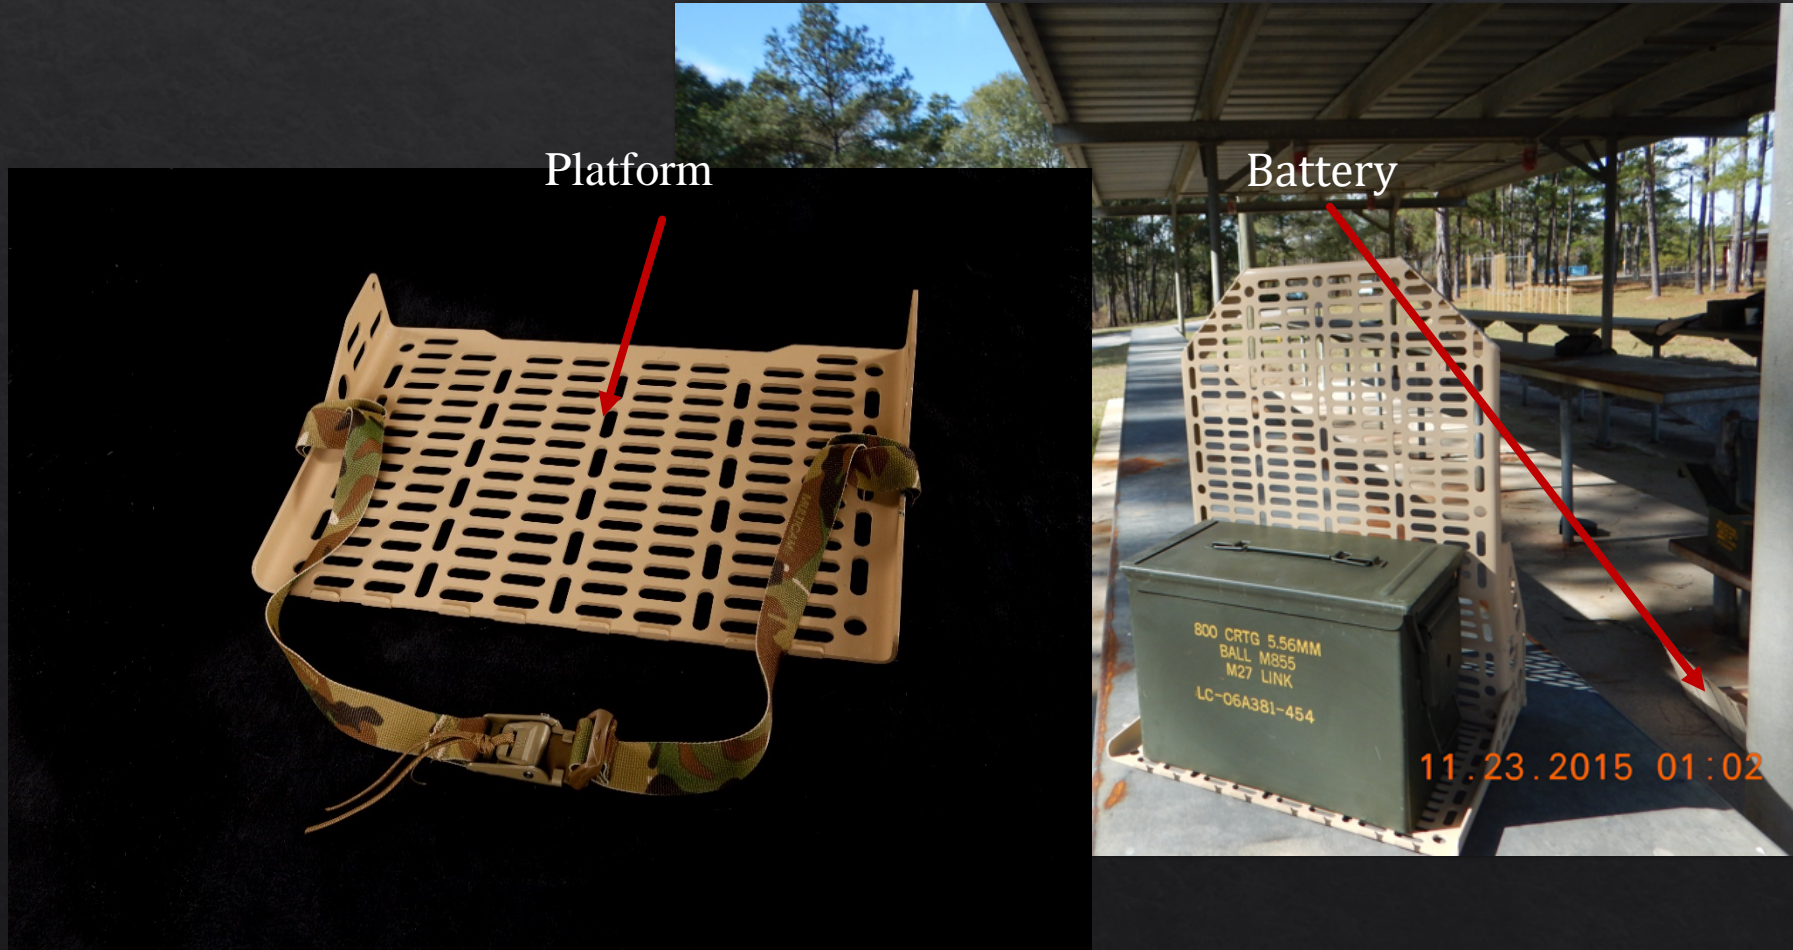 Platform
Battery
800 CRTG 5.56MM
BALL M855
M27 LINK
LC-06A381-454
11.23.2015 01:02